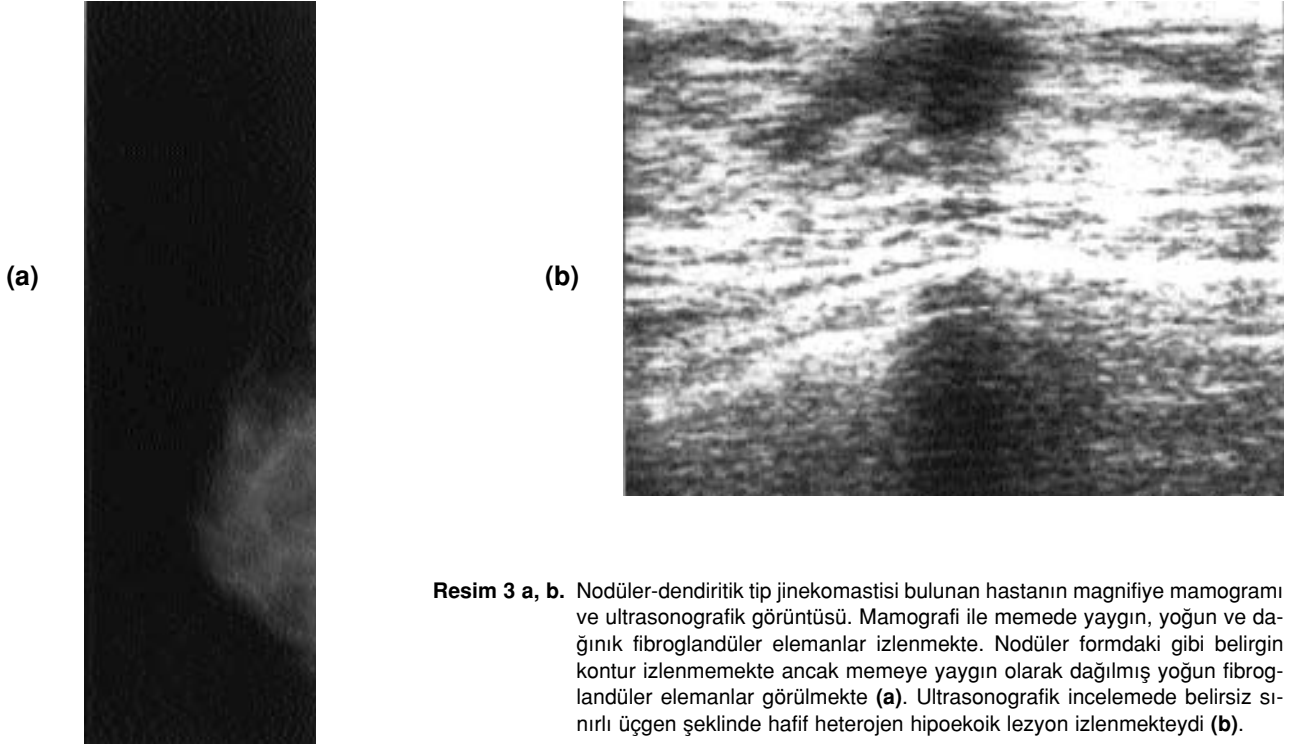 (a)
(b)
Resim 3 a, b. Nodüler-dendiritik tip jinekomastisi bulunan hastanın magnifiye mamogramı
ve ultrasonografik görüntüsü. Mamografi ile memede yaygın, yoğun ve da-
ğınık fibroglandüler elemanlar izlenmekte. Nodüler formdaki gibi belirgin
kontur izlenmemekte ancak memeye yaygın olarak dağılmış yoğun fibrog-
landüler elemanlar görülmekte (a). Ultrasonografik incelemede belirsiz sı-
nırlı üçgen şeklinde hafif heterojen hipoekoik lezyon izlenmekteydi (b).